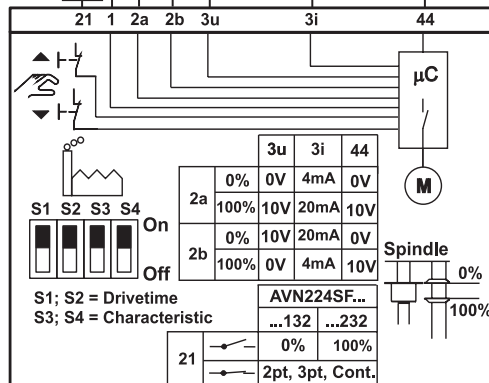 21 1 2a 2b 3u 3i 44
µC
M
3u 3i 44
2a 0% 0V 4mA 0V
100% 10V 20mA 10V
2b 0% 10V 20mA 0V
100% 0V 4mA 10V
S1 S2 S3 S4
On
Off
S1; S2 = Drivetime
S3; S4 = Characteristic
Spindle
0%
100%
AVN224SF...
...132 ...232
21 0% 100%
2pt, 3pt, Cont.